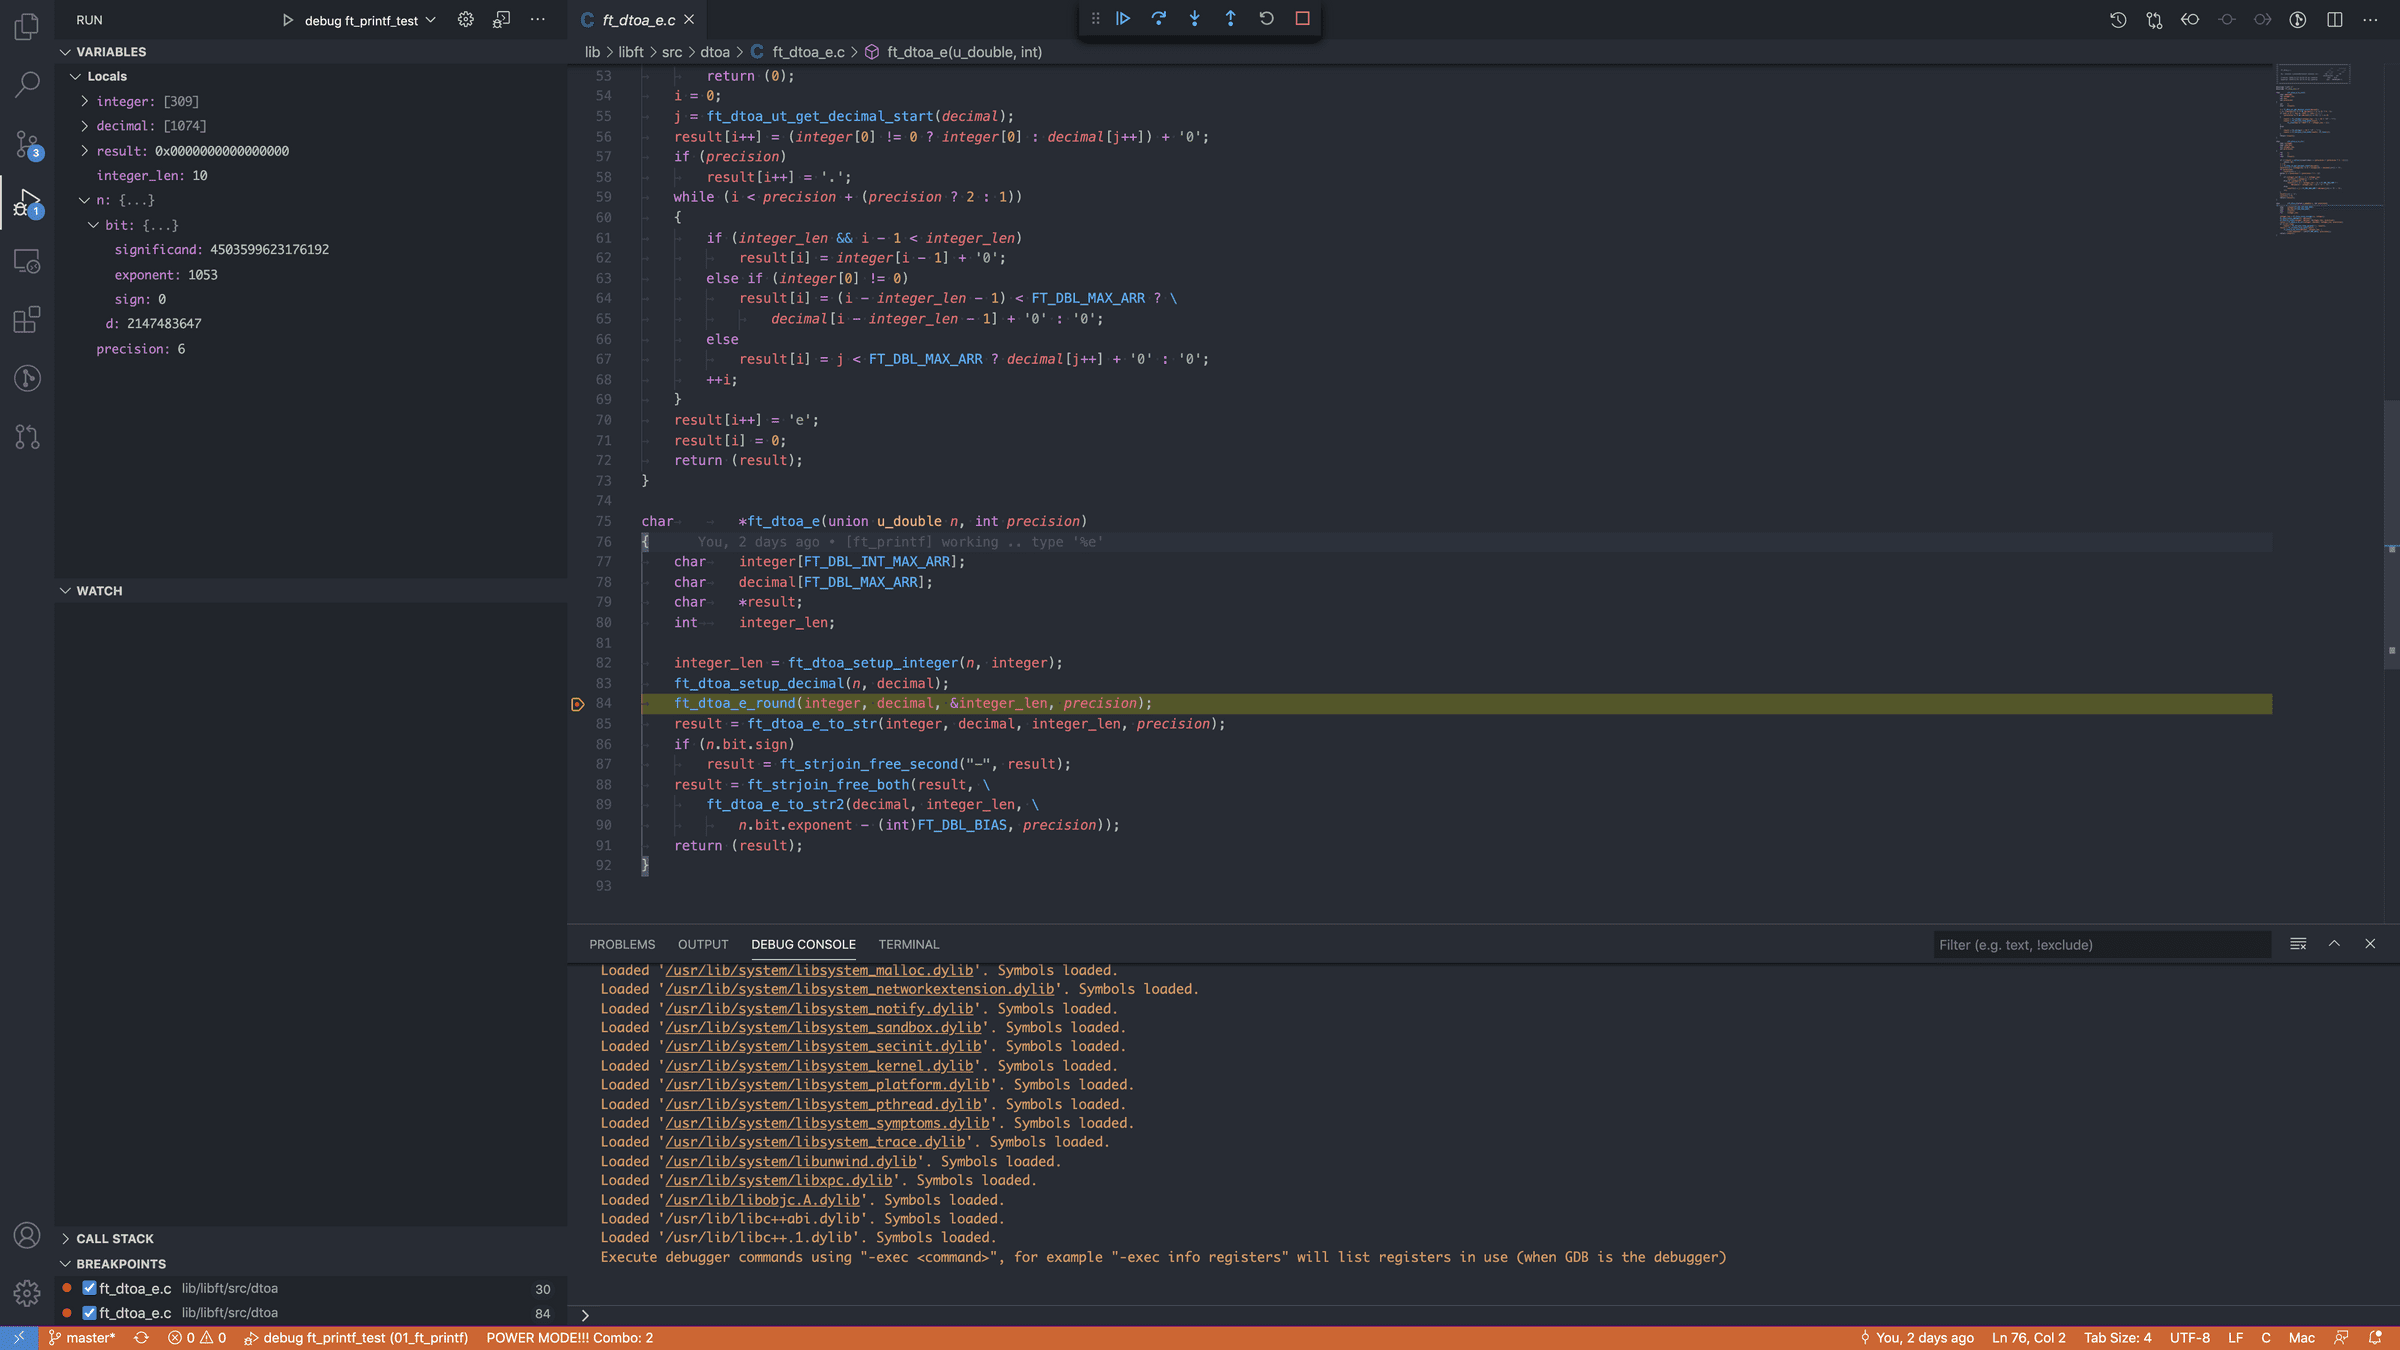 RUN
debug ft_printf_test
VARIABLES
Locals
integer: [309]
decimal: [1074]
result: 0x0000000000000000
integer_len: 10
n: {...}
bit: {...}
significand: 4503599623176192
exponent: 1053
sign: 0
d: 2147483647
precision: 6
WATCH
CALL STACK
BREAKPOINTS
ft_dtoa_e.c lib/libft/src/dtoa 30
ft_dtoa_e.c lib/libft/src/dtoa 84
3
1
C ft_dtoa_e.c
lib > libft > src > dtoa > C ft_dtoa_e.c > ft_dtoa_e(u_double, int)
53 return (0);
54 i = 0;
55 j = ft_dtoa_ut_get_decimal_start(decimal);
56 result[i++] = (integer[0] != 0 ? integer[0] : decimal[j++]) + '0';
57 if (precision)
58 result[i++] = '.';
59 while (i < precision + (precision ? 2 : 1))
60 {
61 if (integer_len && i - 1 < integer_len)
62 result[i] = integer[i - 1] + '0';
63 else if (integer[0] != 0)
64 result[i] = (i - integer_len - 1) < FT_DBL_MAX_ARR ? \
65 decimal[i - integer_len - 1] + '0' : '0';
66 else
67 result[i] = j < FT_DBL_MAX_ARR ? decimal[j++] + '0' : '0';
68 ++i;
69 }
70 result[i++] = 'e';
71 result[i] = 0;
72 return (result);
73 }
74
75 char *ft_dtoa_e(union u_double n, int precision)
76 { You, 2 days ago • [ft_printf] working .. type '%e'
77 char integer[FT_DBL_INT_MAX_ARR];
78 char decimal[FT_DBL_MAX_ARR];
79 char *result;
80 int integer_len;
81
82 integer_len = ft_dtoa_setup_integer(n, integer);
83 ft_dtoa_setup_decimal(n, decimal);
84 ft_dtoa_e_round(integer, decimal, &integer_len, precision);
85 result = ft_dtoa_e_to_str(integer, decimal, integer_len, precision);
86 if (n.bit.sign)
87 result = ft_strjoin_free_second("-", result);
88 result = ft_strjoin_free_both(result, \
89 ft_dtoa_e_to_str2(decimal, integer_len, \
90 n.bit.exponent - (int)FT_DBL_BIAS, precision));
91 return (result);
92 }
93
PROBLEMS OUTPUT DEBUG CONSOLE TERMINAL
Filter (e.g. text, !exclude)
Loaded '/usr/lib/system/libsystem_malloc.dylib'. Symbols loaded.
Loaded '/usr/lib/system/libsystem_networkextension.dylib'. Symbols loaded.
Loaded '/usr/lib/system/libsystem_notify.dylib'. Symbols loaded.
Loaded '/usr/lib/system/libsystem_sandbox.dylib'. Symbols loaded.
Loaded '/usr/lib/system/libsystem_secinit.dylib'. Symbols loaded.
Loaded '/usr/lib/system/libsystem_kernel.dylib'. Symbols loaded.
Loaded '/usr/lib/system/libsystem_platform.dylib'. Symbols loaded.
Loaded '/usr/lib/system/libsystem_pthread.dylib'. Symbols loaded.
Loaded '/usr/lib/system/libsystem_symptoms.dylib'. Symbols loaded.
Loaded '/usr/lib/system/libsystem_trace.dylib'. Symbols loaded.
Loaded '/usr/lib/system/libunwind.dylib'. Symbols loaded.
Loaded '/usr/lib/system/libxpc.dylib'. Symbols loaded.
Loaded '/usr/lib/libobjc.A.dylib'. Symbols loaded.
Loaded '/usr/lib/libc++abi.dylib'. Symbols loaded.
Loaded '/usr/lib/libc++.1.dylib'. Symbols loaded.
Execute debugger commands using "-exec <command>", for example "-exec info registers" will list registers in use (when GDB is the debugger)
master* 0 0 debug ft_printf_test (01_ft_printf) POWER MODE!!! Combo: 2 You, 2 days ago Ln 76, Col 2 Tab Size: 4 UTF-8 LF C Mac